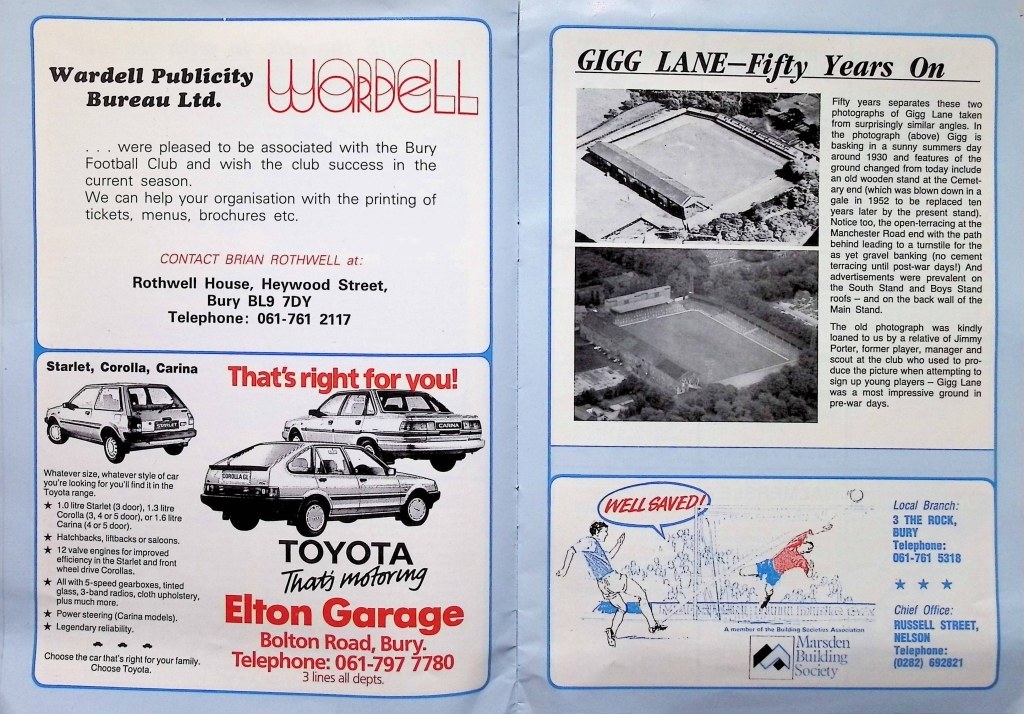 Wardell Publicity
Bureau Ltd.
WARDELL
. . . were pleased to be associated with the Bury
Football Club and wish the club success in the
current season.
We can help your organisation with the printing of
tickets, menus, brochures etc.
CONTACT BRIAN ROTHWELL at:
Rothwell House, Heywood Street,
Bury BL9 7DY
Telephone: 061-761 2117
Starlet, Corolla, Carina
That's right for you!
STARLET
CARINA
COROLLA GL
Whatever size, whatever style of car
you're looking for you'll find it in the
Toyota range.
★ 1.0 litre Starlet (3 door), 1.3 litre
Corolla (3, 4 or 5 door), or 1.6 litre
Carina (4 or 5 door).
★ Hatchbacks, liftbacks or saloons.
★ 12 valve engines for improved
efficiency in the Starlet and front
wheel drive Corollas.
★ All with 5-speed gearboxes, tinted
glass, 3-band radios, cloth upholstery,
plus much more.
★ Power steering (Carina models).
★ Legendary reliability.
Choose the car that's right for your family.
Choose Toyota.
TOYOTA
That's motoring
Elton Garage
Bolton Road, Bury.
Telephone: 061-797 7780
3 lines all depts.
GIGG LANE–Fifty Years On
Fifty years separates these two
photographs of Gigg Lane taken
from surprisingly similar angles. In
the photograph (above) Gigg is
basking in a sunny summers day
around 1930 and features of the
ground changed from today include
an old wooden stand at the Cemet-
ary end (which was blown down in a
gale in 1952 to be replaced ten
years later by the present stand).
Notice too, the open-terracing at the
Manchester Road end with the path
behind leading to a turnstile for the
as yet gravel banking (no cement
terracing until post-war days!) And
advertisements were prevalent on
the South Stand and Boys Stand
roofs – and on the back wall of the
Main Stand.
The old photograph was kindly
loaned to us by a relative of Jimmy
Porter, former player, manager and
scout at the club who used to pro-
duce the picture when attempting to
sign up young players – Gigg Lane
was a most impressive ground in
pre-war days.
WELL SAVED!
A member of the Building Societies Association
Marsden
Building
Society
Local Branch:
3 THE ROCK,
BURY
Telephone:
061-761 5318
★ ★ ★
Chief Office:
RUSSELL STREET,
NELSON
Telephone:
(0282) 692821